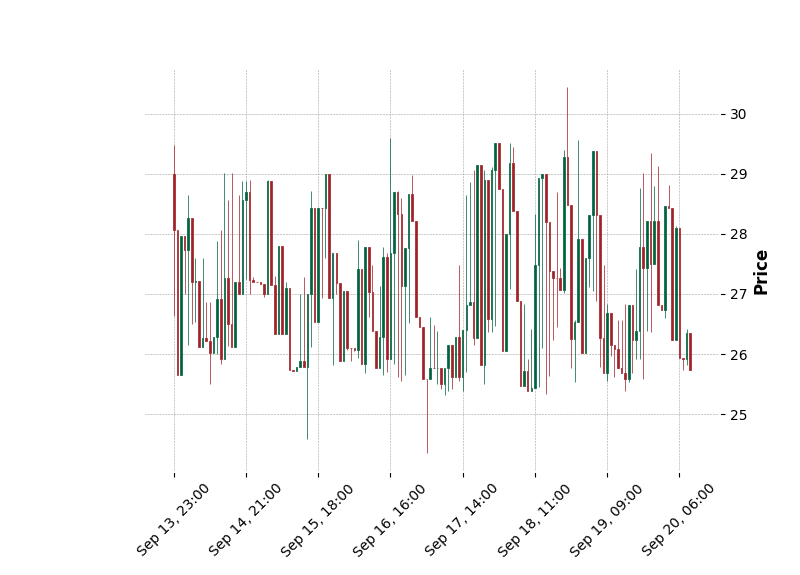 30
29
28
27
26
25
Price
Sep 13, 23:00
Sep 14, 21:00
Sep 15, 18:00
Sep 16, 16:00
Sep 17, 14:00
Sep 18, 11:00
Sep 19, 09:00
Sep 20, 06:00